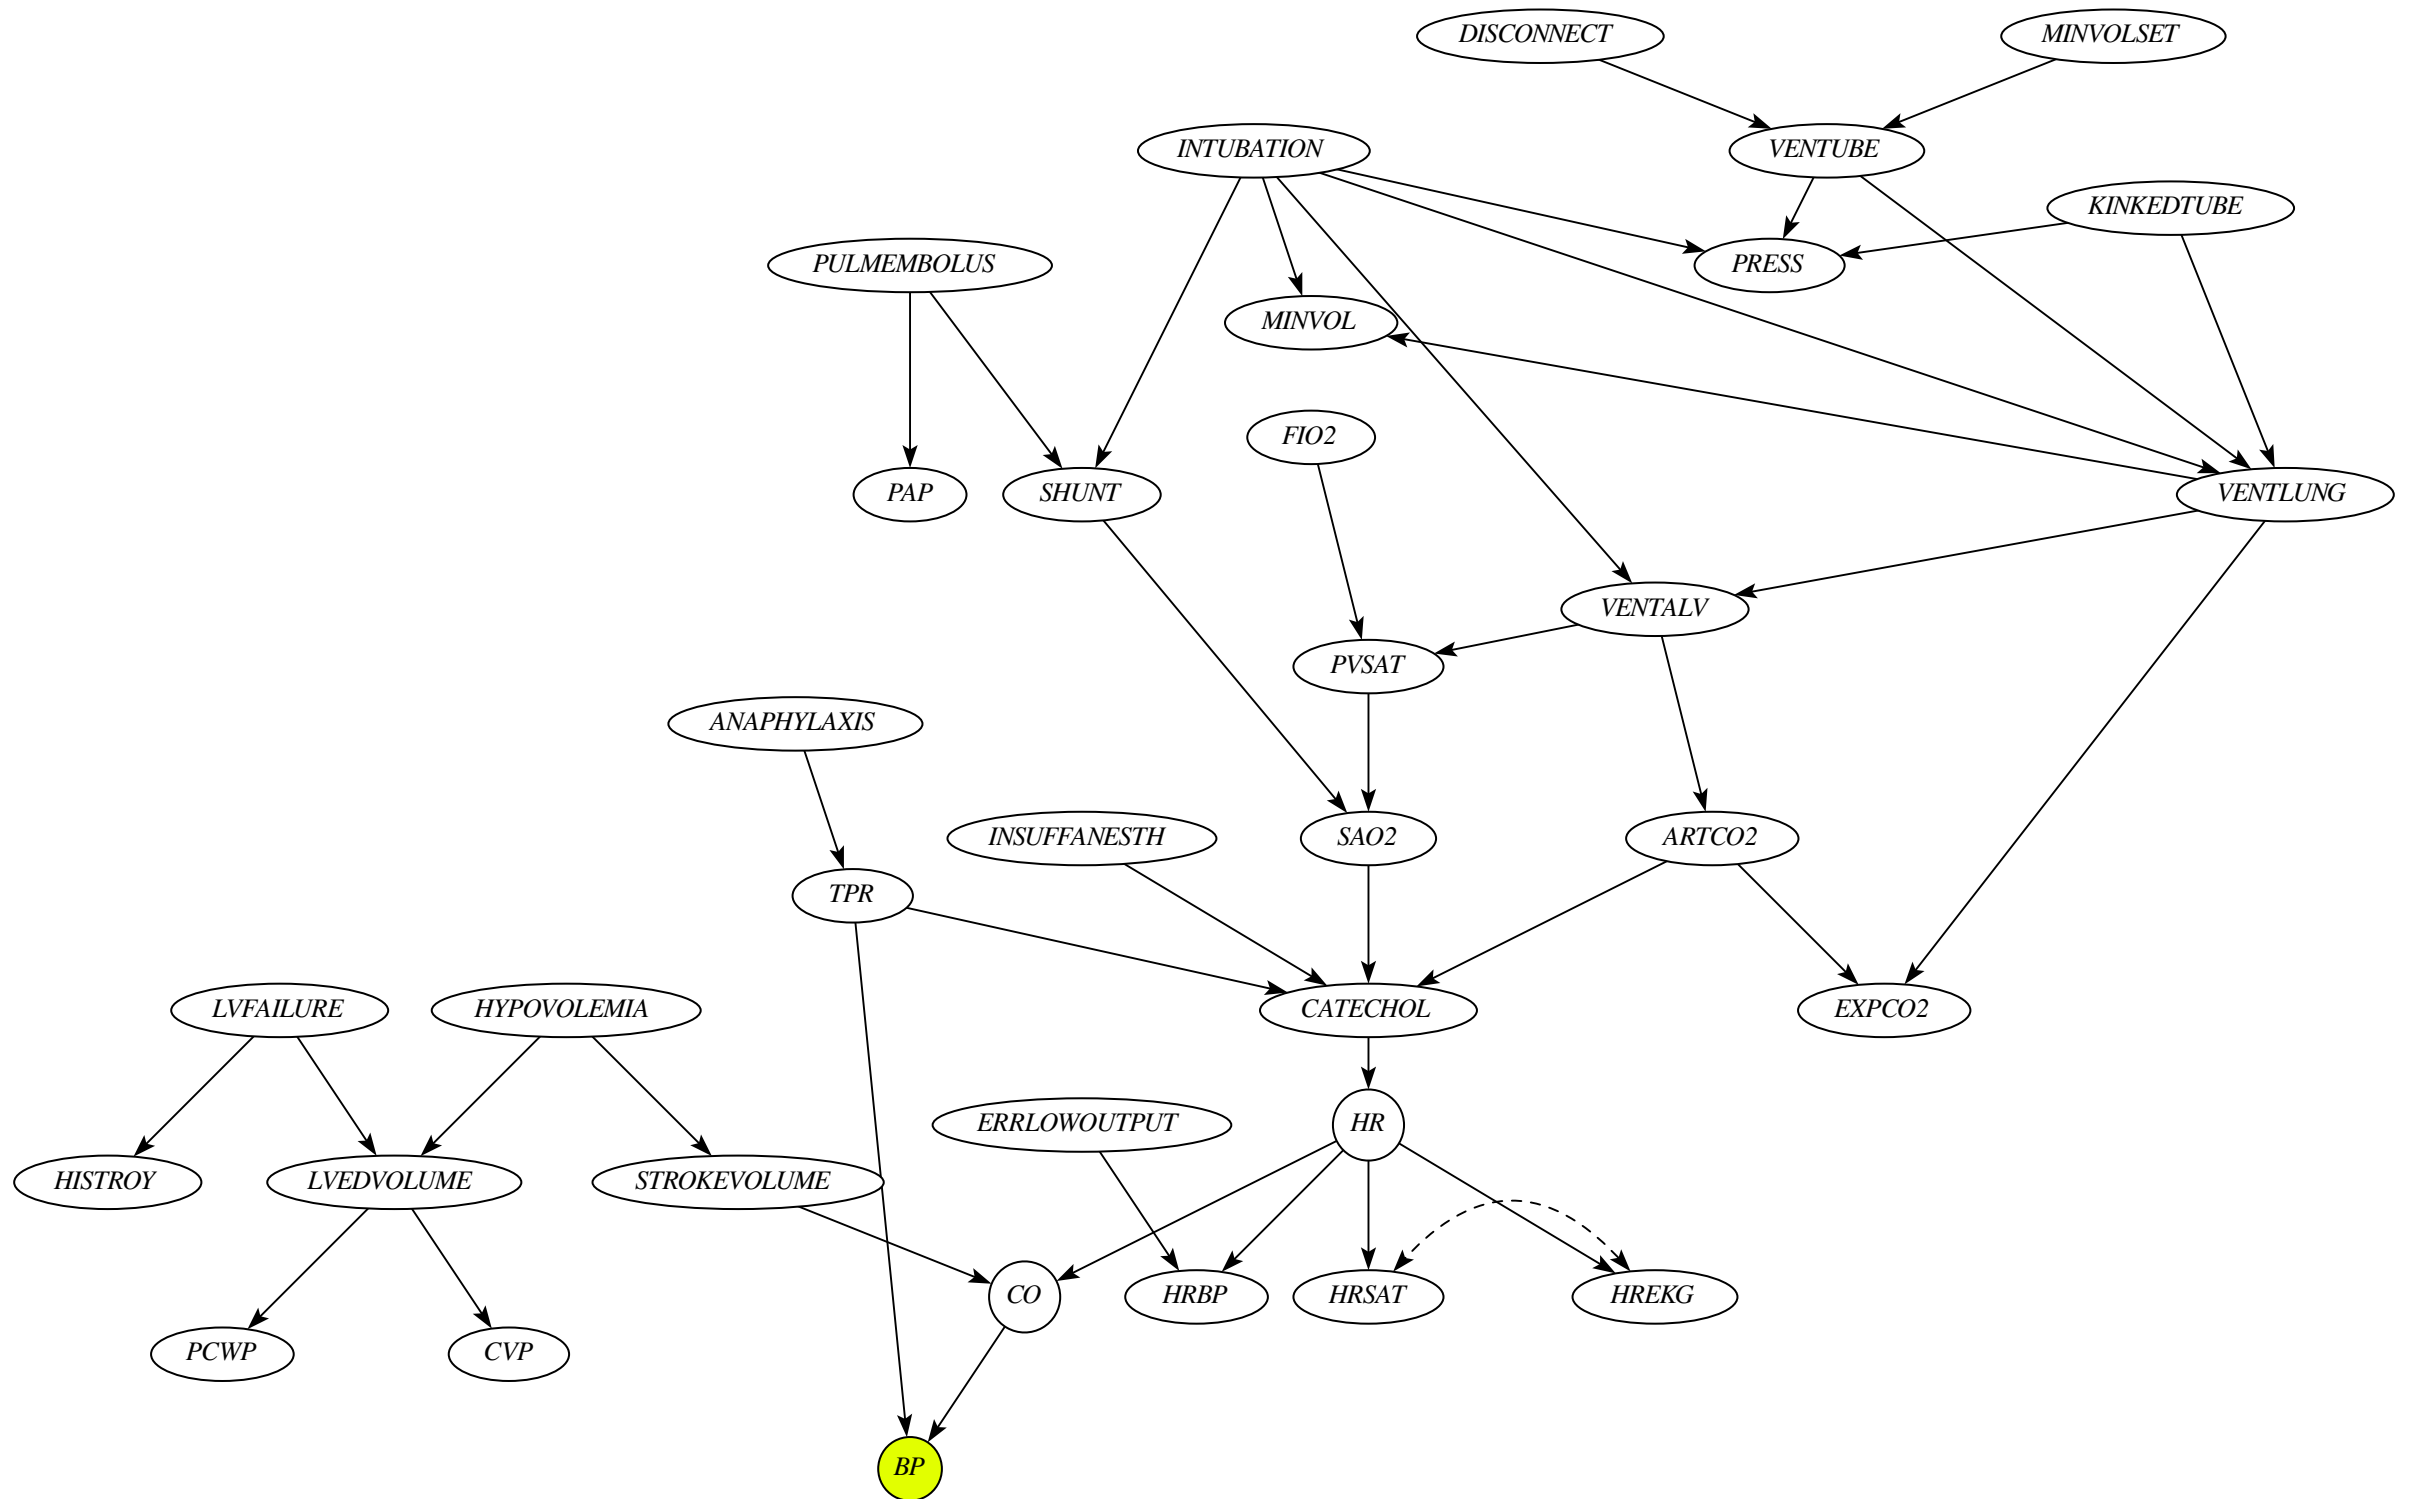 DISCONNECT
MINVOLSET
INTUBATION
VENTUBE
KINKEDTUBE
PULMEMBOLUS
PRESS
MINVOL
FIO2
PAP
SHUNT
VENTLUNG
VENTALV
PVSAT
ANAPHYLAXIS
INSUFFANESTH
SAO2
ARTCO2
TPR
LVFAILURE
HYPOVOLEMIA
CATECHOL
EXPCO2
ERRLOWOUTPUT
HR
HISTROY
LVEDVOLUME
STROKEVOLUME
CO
HRBP
HRSAT
HREKG
PCWP
CVP
BP